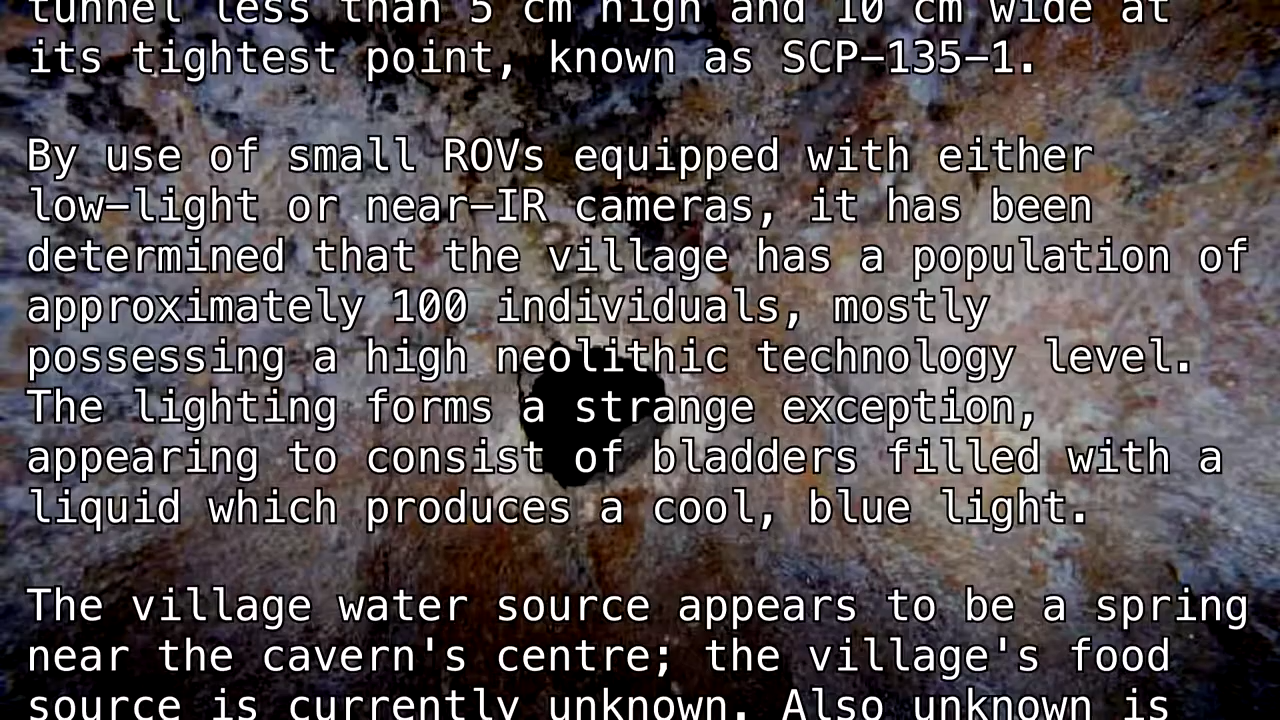 tunnel less than 5 cm high and 10 cm wide at
its tightest point, known as SCP-135-1.
By use of small ROVs equipped with either
low-light or near-IR cameras, it has been
determined that the village has a population of
approximately 100 individuals, mostly
possessing a high neolithic technology level.
The lighting forms a strange exception,
appearing to consist of bladders filled with a
liquid which produces a cool, blue light.
The village water source appears to be a spring
near the cavern's centre; the village's food
source is currently unknown. Also unknown is